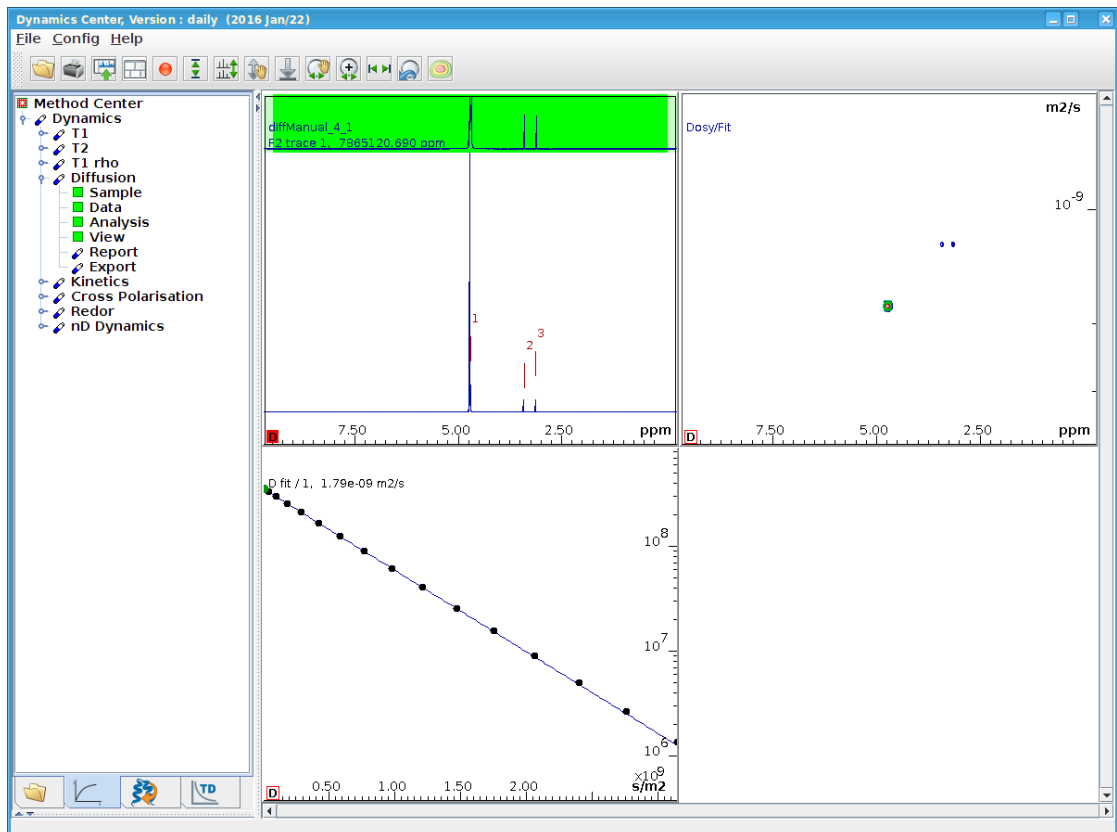 Dynamics Center, Version : daily (2016 Jan/22)
File Config Help
Method Center
Dynamics
T1
T2
T1 rho
Diffusion
Sample
Data
Analysis
View
Report
Export
Kinetics
Cross Polarisation
Redor
nD Dynamics
TD
diffManual_4_1
F2 trace 1, 7865120.690 ppm
1
2
3
7.50 5.00 2.50 ppm
D
m2/s
Dosy/Fit
10-9
7.50 5.00 2.50 ppm
D
D fit / 1, 1.79e-09 m2/s
108
107
106
×109
0.50 1.00 1.50 2.00 s/m2
D